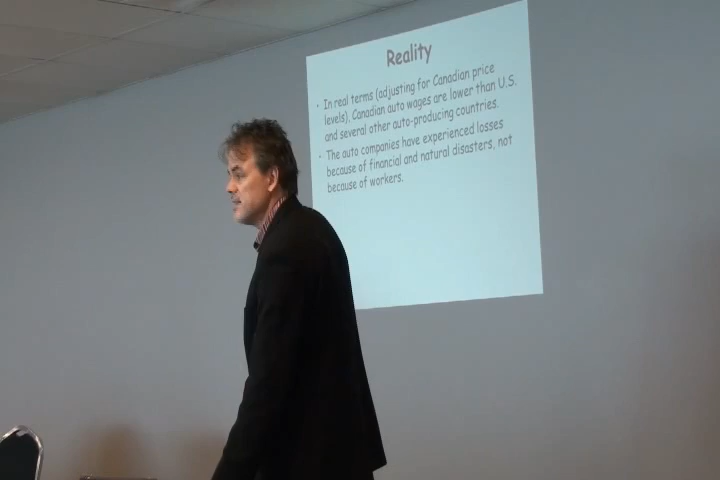 Reality
• In real terms (adjusting for Canadian price
levels), Canadian auto wages are lower than U.S.
and several other auto-producing countries.
• The auto companies have experienced losses
because of financial and natural disasters, not
because of workers.